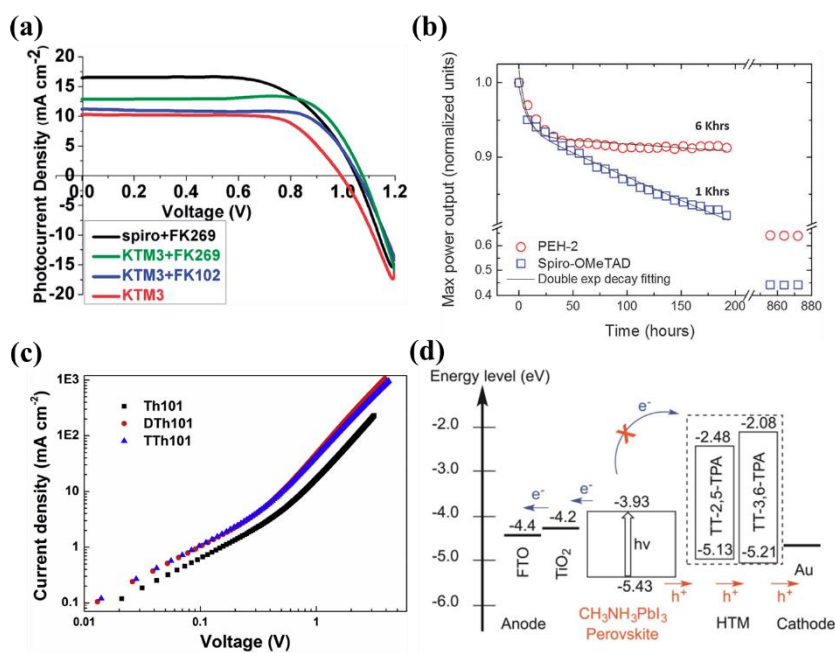 (a)
Photocurrent Density (mA cm-2)
20
15
10
5
0
-5
-10
-15
-20
0.0 0.2 0.4 0.6 0.8 1.0 1.2
Voltage (V)
spiro+FK269
KTM3+FK269
KTM3+FK102
KTM3
(b)
Max power output (normalized units)
1.0
0.9
0.6
0.5
0.4
6 Khrs
1 Khrs
PEH-2
Spiro-OMeTAD
Double exp decay fitting
0 50 100 150 200 860 880
Time (hours)
(c)
Current density (mA cm-2)
1E3
1E2
10
1
0.1
Th101
DTh101
TTh101
0.01 0.1 1
Voltage (V)
(d)
Energy level (eV)
-2.0
-3.0
-4.0
-5.0
-6.0
e-
-2.08
-2.48
TT-2,5-TPA
TT-3,6-TPA
e-
e-
-3.93
-4.2
-4.4
FTO
TiO2
hν
-5.13
-5.21
Au
-5.43
h+
h+
h+
CH3NH3PbI3
Perovskite
Anode
HTM
Cathode